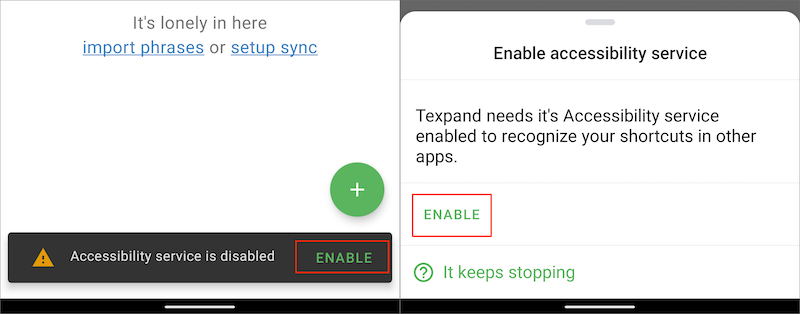 It's lonely in here
import phrases or setup sync
+
Accessibility service is disabled ENABLE
Enable accessibility service
Texpand needs it's Accessibility service
enabled to recognize your shortcuts in other
apps.
ENABLE
It keeps stopping